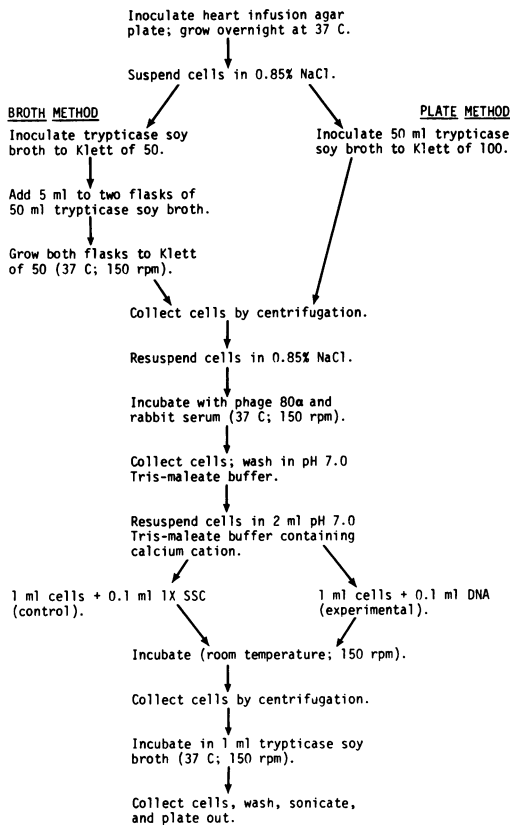 Inoculate heart infusion agar
plate; grow overnight at 37 C.
Suspend cells in 0.85% NaCl.
BROTH METHOD
Inoculate trypticase soy
broth to Klett of 50.
Add 5 ml to two flasks of
50 ml trypticase soy broth.
Grow both flasks to Klett
of 50 (37 C; 150 rpm).
PLATE METHOD
Inoculate 50 ml trypticase
soy broth to Klett of 100.
Collect cells by centrifugation.
Resuspend cells in 0.85% NaCl.
Incubate with phage 80α and
rabbit serum (37 C; 150 rpm).
Collect cells; wash in pH 7.0
Tris-maleate buffer.
Resuspend cells in 2 ml pH 7.0
Tris-maleate buffer containing
calcium cation.
1 ml cells + 0.1 ml 1X SSC
(control).
1 ml cells + 0.1 ml DNA
(experimental).
Incubate (room temperature; 150 rpm).
Collect cells by centrifugation.
Incubate in 1 ml trypticase soy
broth (37 C; 150 rpm).
Collect cells, wash, sonicate,
and plate out.